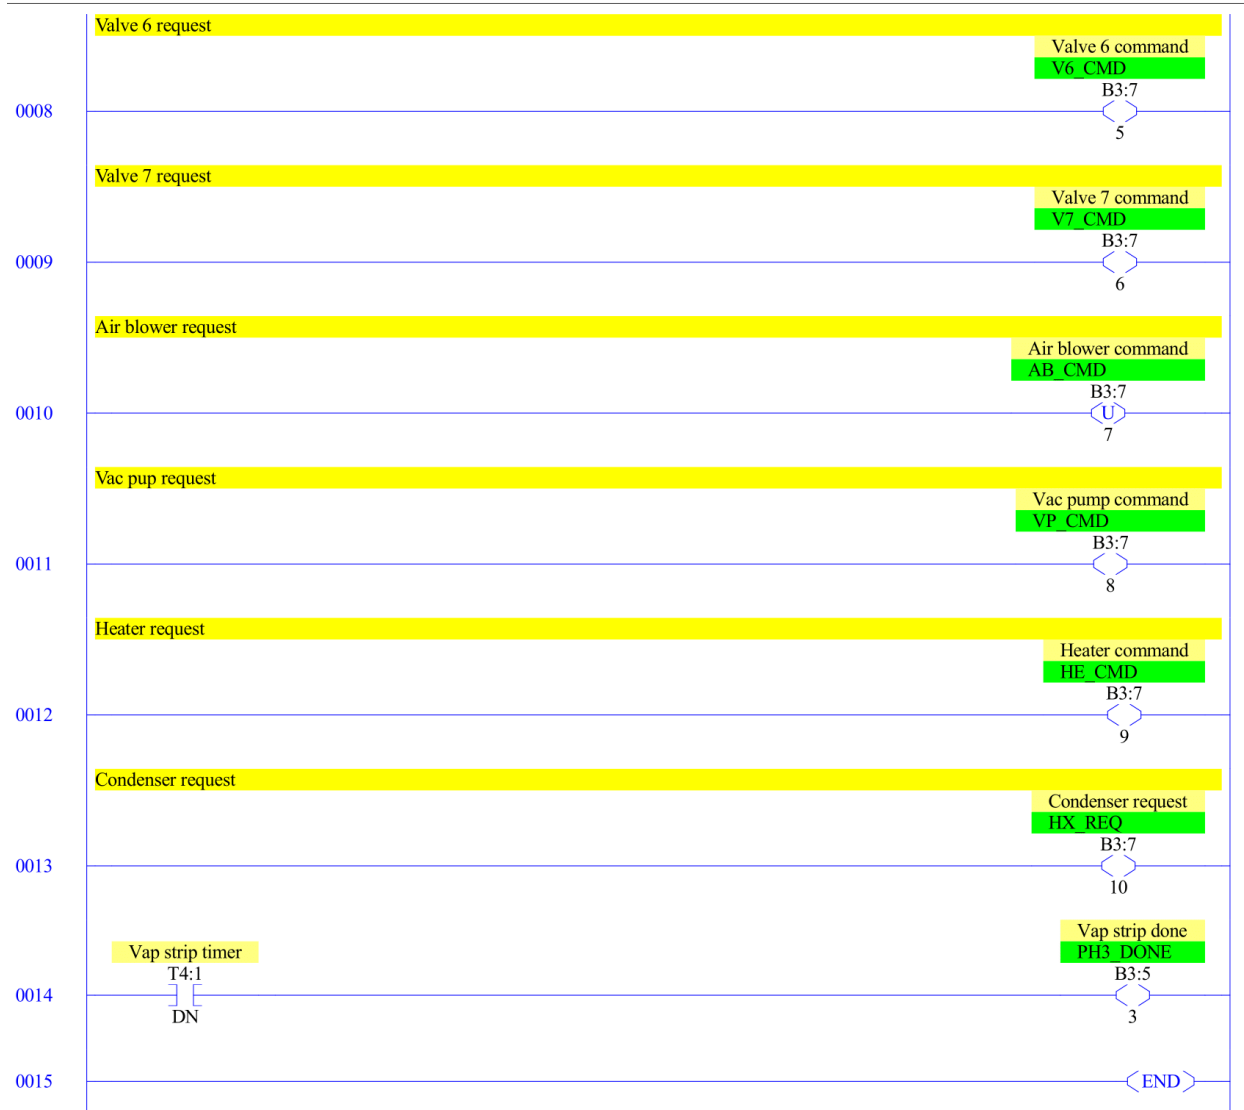 Valve 6 request
Valve 6 command
V6_CMD
B3:7
0008
5
Valve 7 request
Valve 7 command
V7_CMD
B3:7
0009
6
Air blower request
Air blower command
AB_CMD
B3:7
0010
U
7
Vac pup request
Vac pump command
VP_CMD
B3:7
0011
8
Heater request
Heater command
HE_CMD
B3:7
0012
9
Condenser request
Condenser request
HX_REQ
B3:7
0013
10
Vap strip done
Vap strip timer
PH3_DONE
T4:1
B3:5
0014
DN
3
0015
END